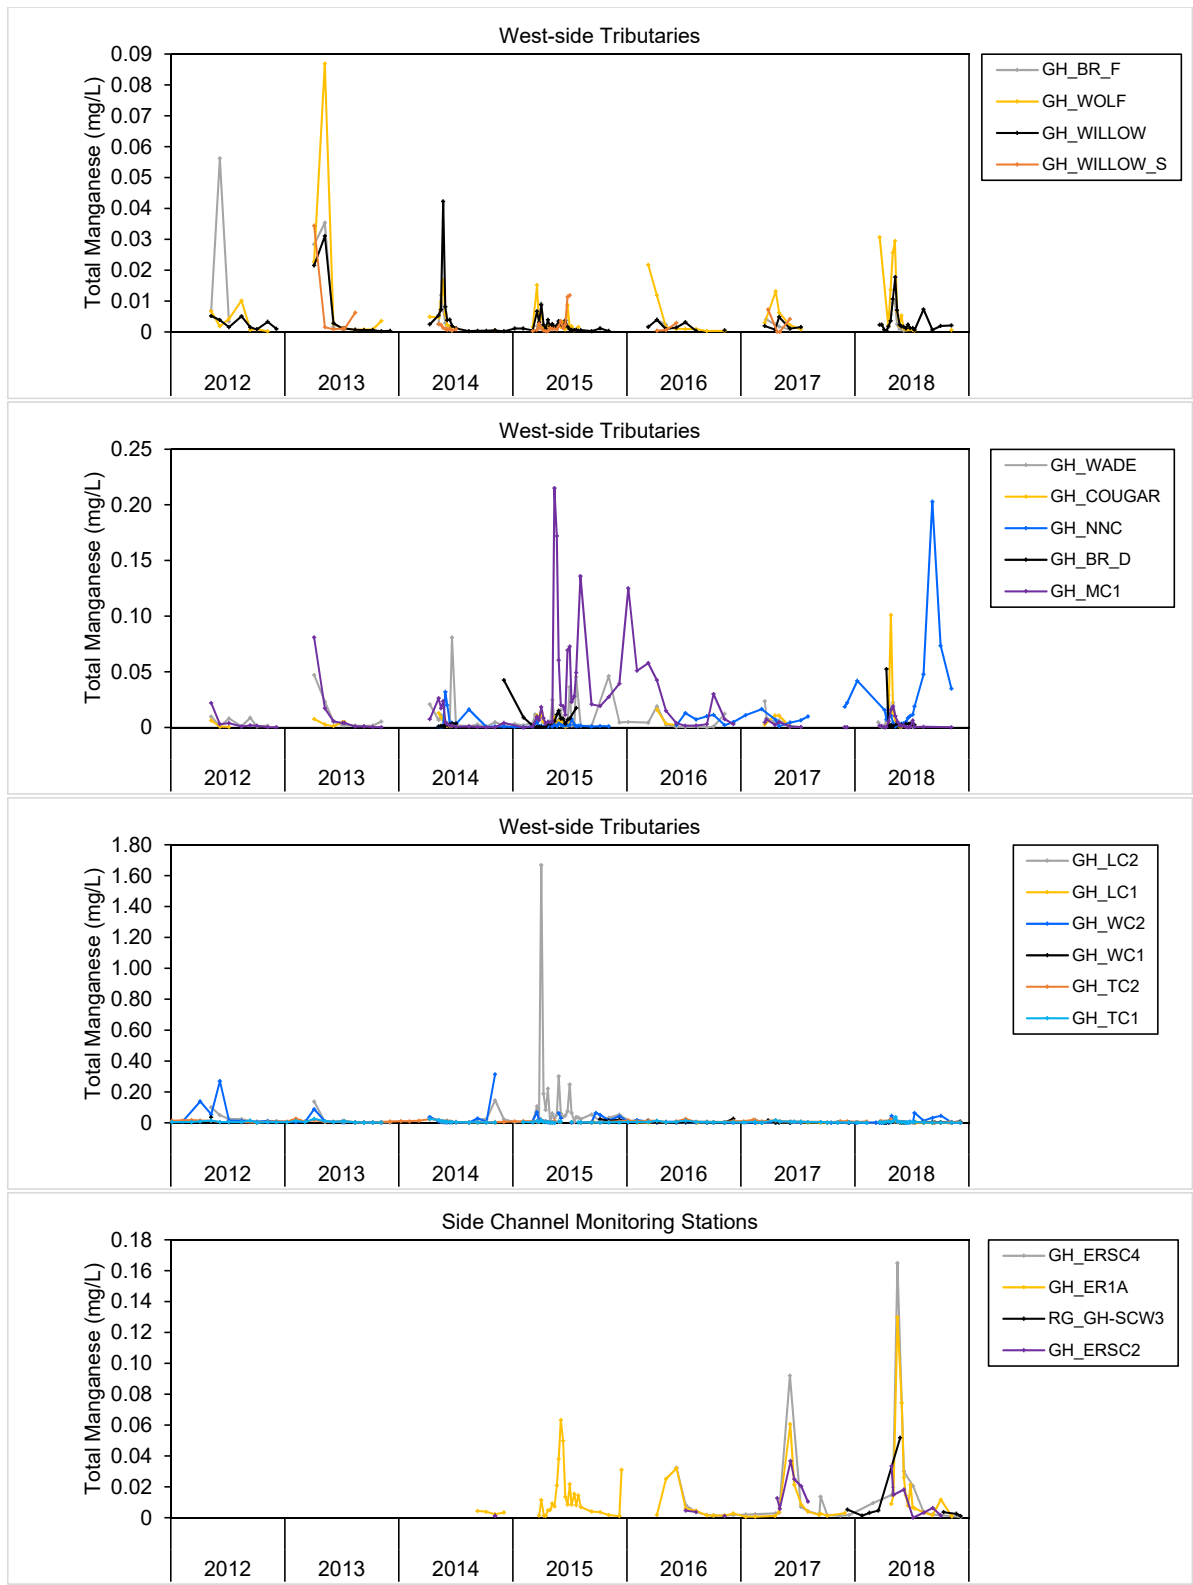 West-side Tributaries
Total Manganese (mg/L)
0.09
0.08
0.07
0.06
0.05
0.04
0.03
0.02
0.01
0
2012 2013 2014 2015 2016 2017 2018
GH_BR_F
GH_WOLF
GH_WILLOW
GH_WILLOW_S
West-side Tributaries
Total Manganese (mg/L)
0.25
0.20
0.15
0.10
0.05
0
2012 2013 2014 2015 2016 2017 2018
GH_WADE
GH_COUGAR
GH_NNC
GH_BR_D
GH_MC1
West-side Tributaries
Total Manganese (mg/L)
1.80
1.60
1.40
1.20
1.00
0.80
0.60
0.40
0.20
0
2012 2013 2014 2015 2016 2017 2018
GH_LC2
GH_LC1
GH_WC2
GH_WC1
GH_TC2
GH_TC1
Side Channel Monitoring Stations
Total Manganese (mg/L)
0.18
0.16
0.14
0.12
0.10
0.08
0.06
0.04
0.02
0
2012 2013 2014 2015 2016 2017 2018
GH_ERSC4
GH_ER1A
RG_GH-SCW3
GH_ERSC2